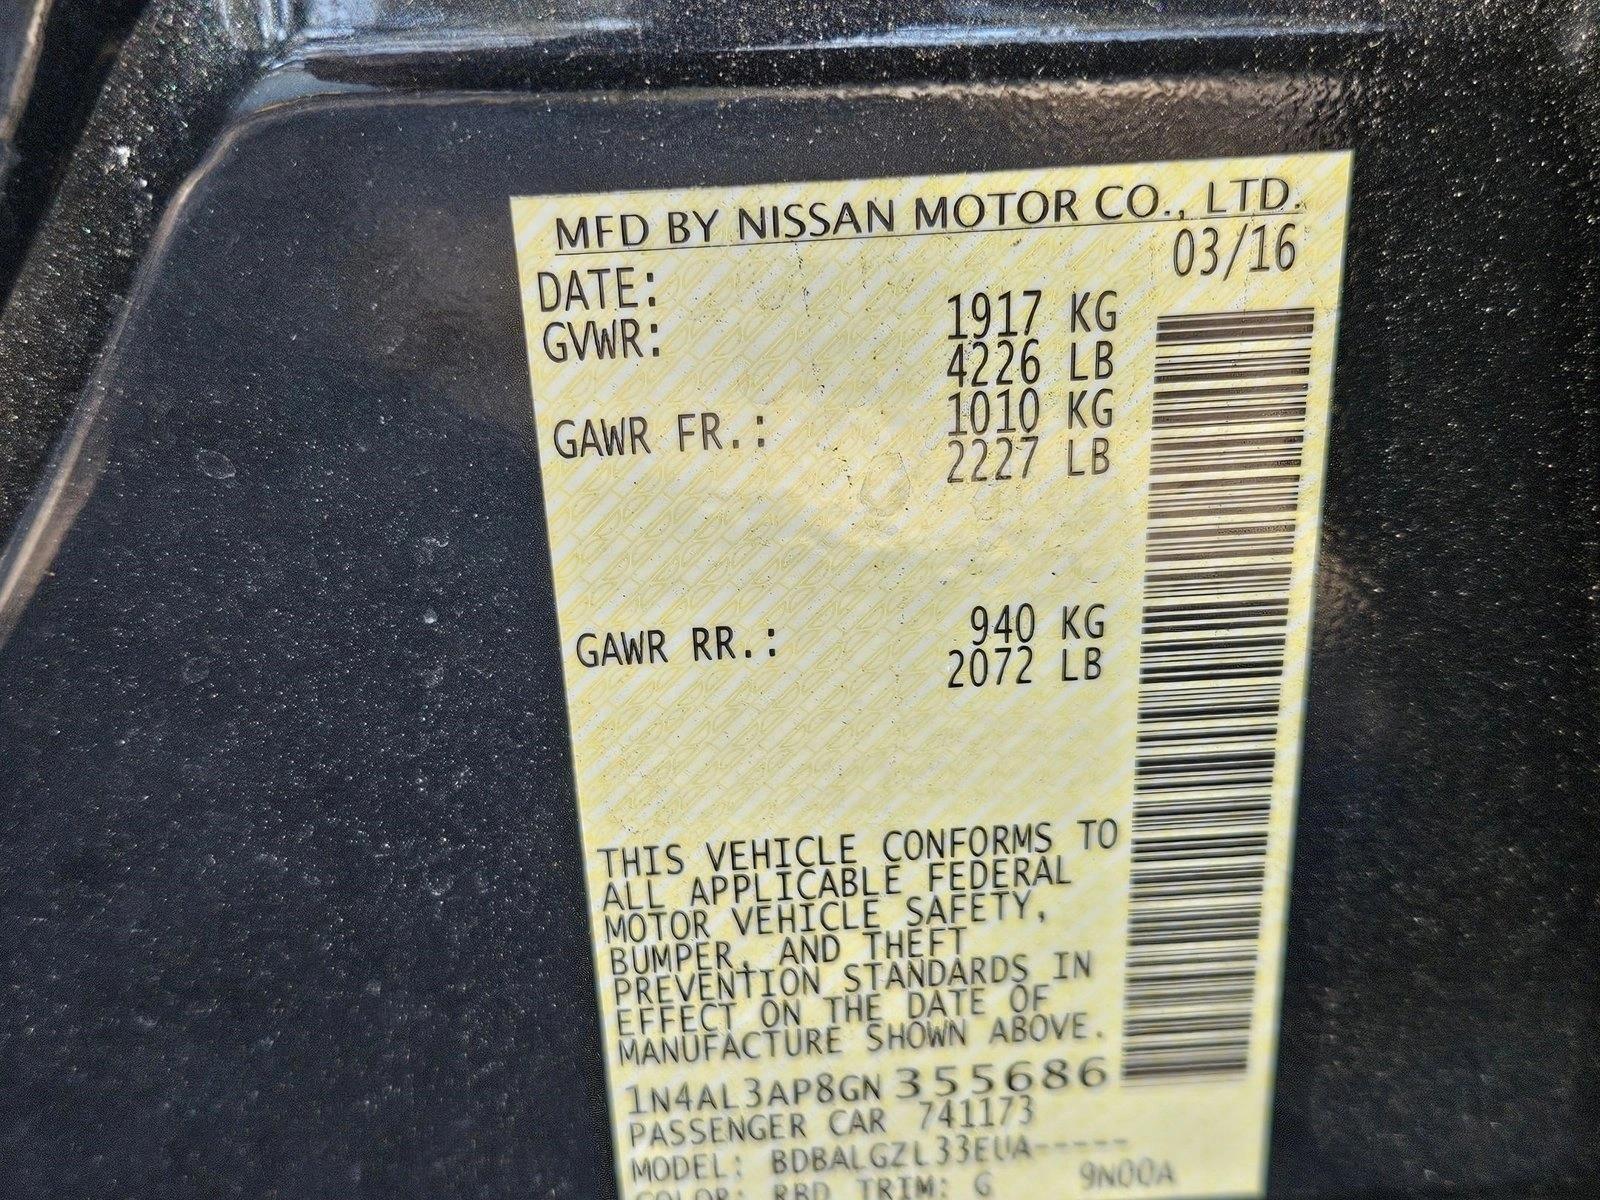 MFD BY NISSAN MOTOR CO., LTD.
DATE: 03/16
GVWR: 1917 KG
4226 LB
GAWR FR.: 1010 KG
2227 LB
GAWR RR.: 940 KG
2072 LB
THIS VEHICLE CONFORMS TO
ALL APPLICABLE FEDERAL
MOTOR VEHICLE SAFETY,
BUMPER, AND THEFT
PREVENTION STANDARDS IN
EFFECT ON THE DATE OF
MANUFACTURE SHOWN ABOVE.
1N4AL3AP8GN355686
PASSENGER CAR 741173
MODEL: BDBALGZL33EUA-----
COLOR: RBD TRIM: G 9N00A